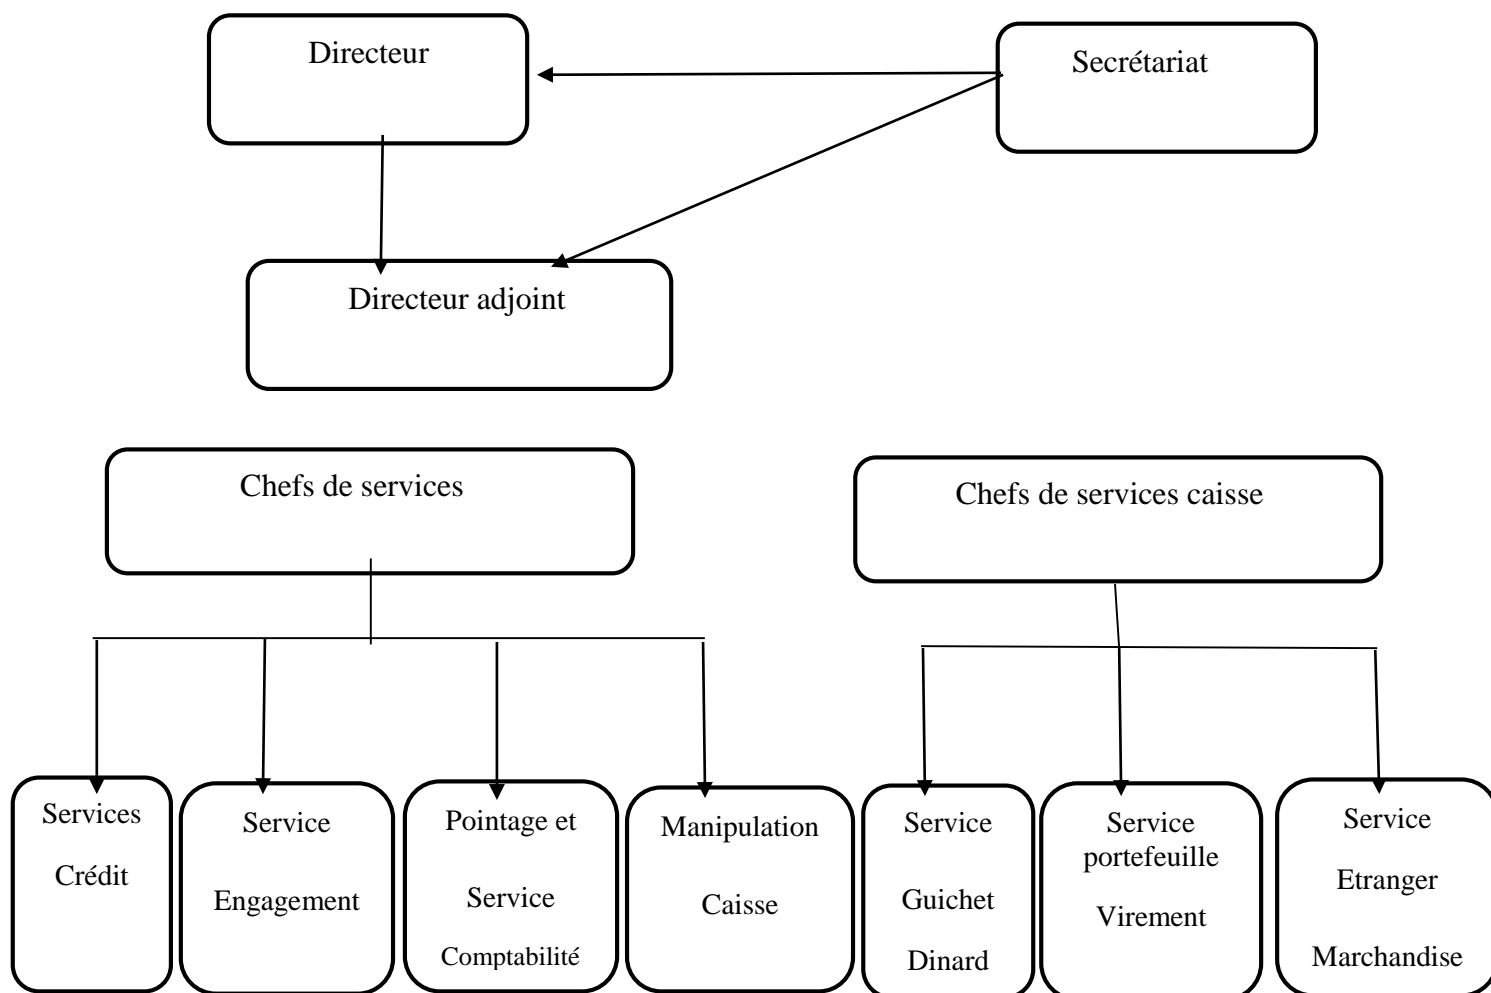 Directeur
Secrétariat
Directeur adjoint
Chefs de services
Chefs de services caisse
Services
Crédit
Service
Engagement
Pointage et
Service
Comptabilité
Manipulation
Caisse
Service
Guichet
Dinard
Service
portefeuille
Virement
Service
Etranger
Marchandise